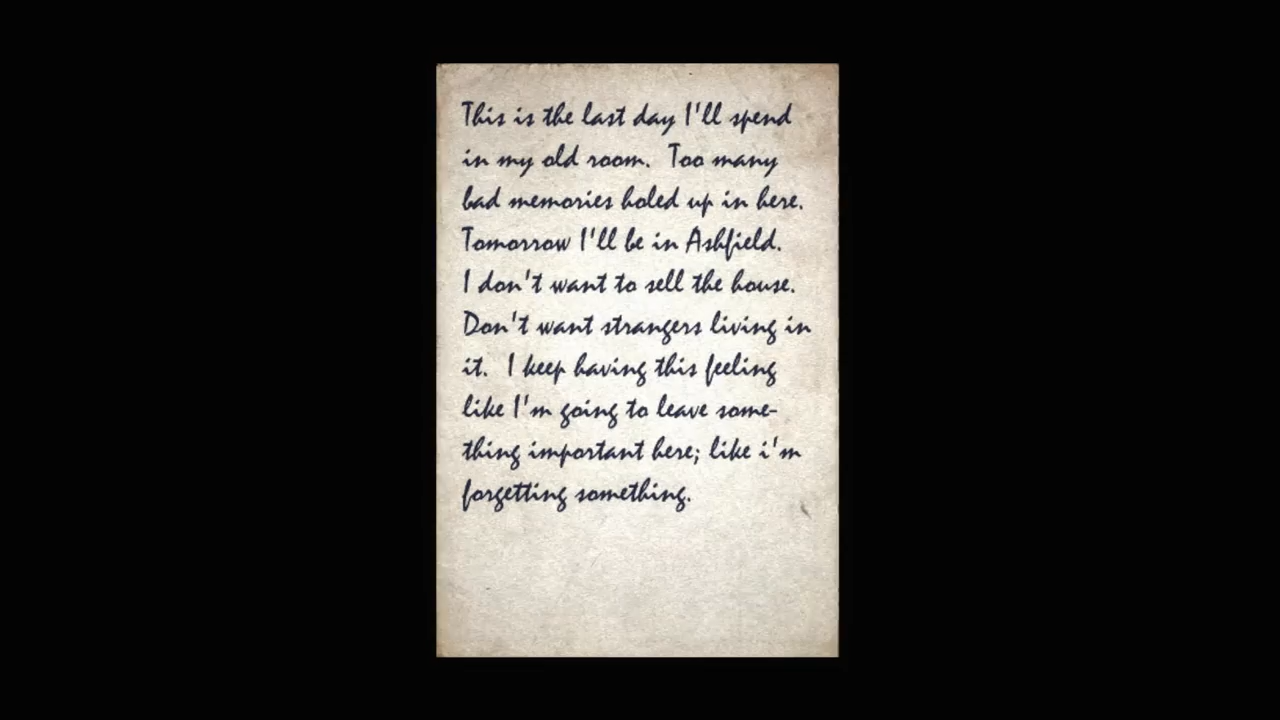 This is the last day I'll spend
in my old room.  Too many
bad memories holed up in here.
Tomorrow I'll be in Ashfield.
I don't want to sell the house.
Don't want strangers living in
it.  I keep having this feeling
like I'm going to leave some-
thing important here; like i'm
forgetting something.